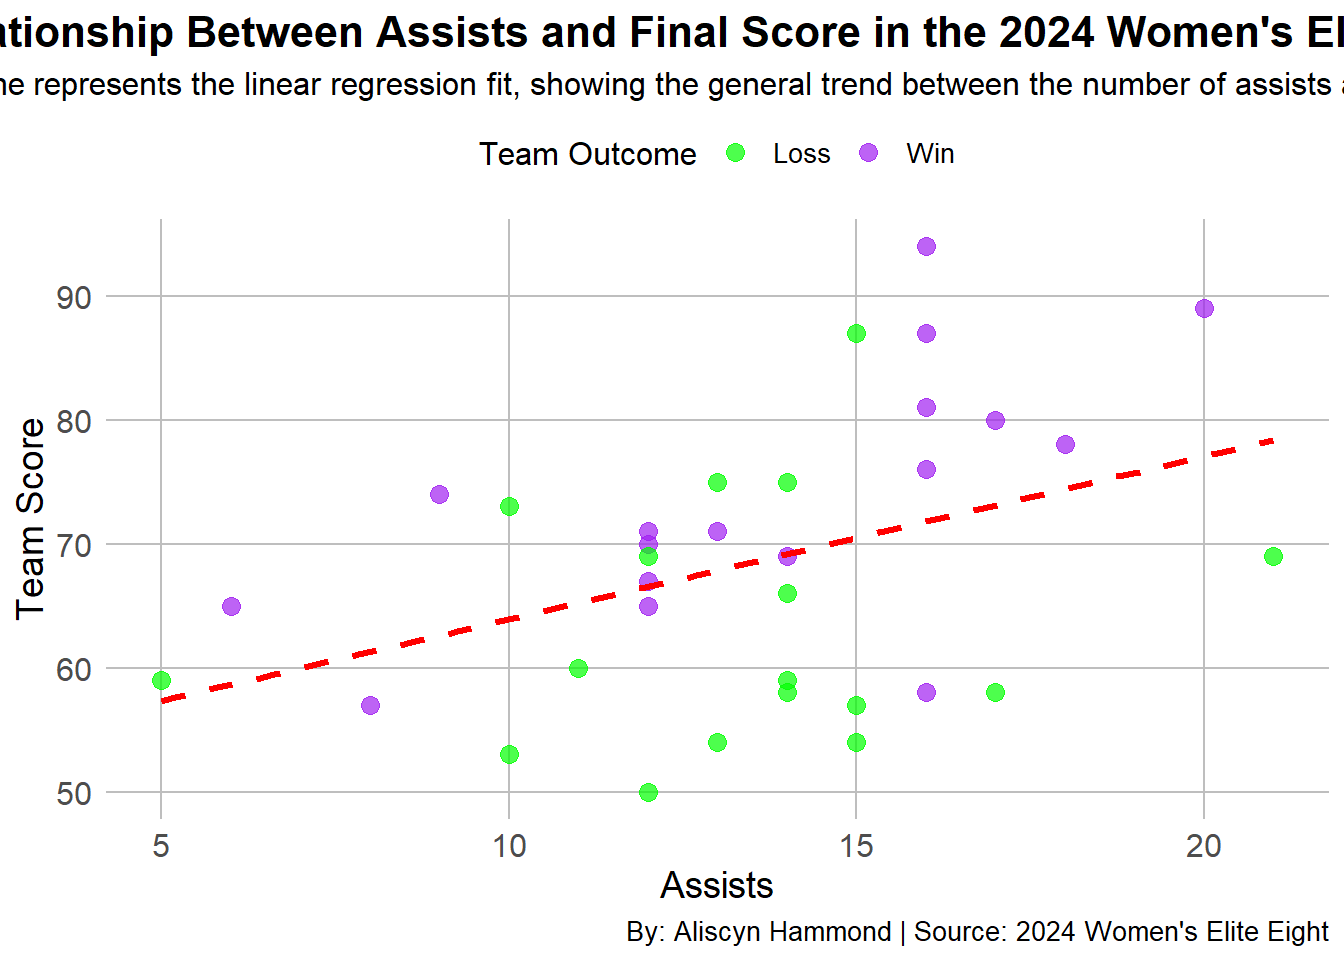 ationship Between Assists and Final Score in the 2024 Women's El
ne represents the linear regression fit, showing the general trend between the number of assists a
Team Outcome Loss Win
90
80
70
60
50
Team Score
5 10 15 20
Assists
By: Aliscyn Hammond | Source: 2024 Women's Elite Eight